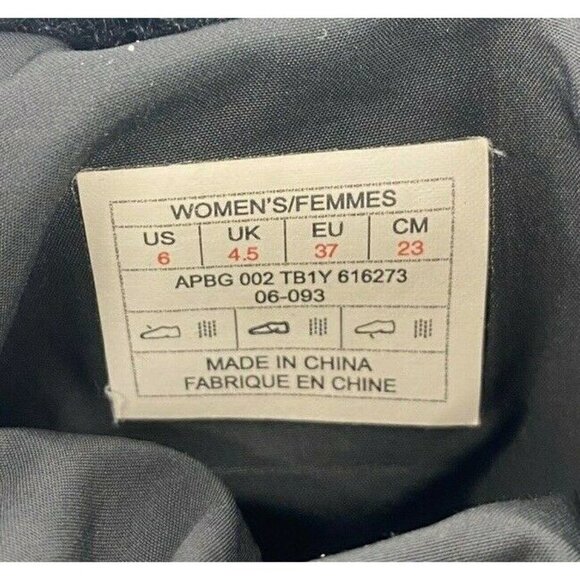 WOMEN'S/FEMMES
US UK EU CM
6 4.5 37 23
APBG 002 TB1Y 616273
06-093
MADE IN CHINA
FABRIQUE EN CHINE